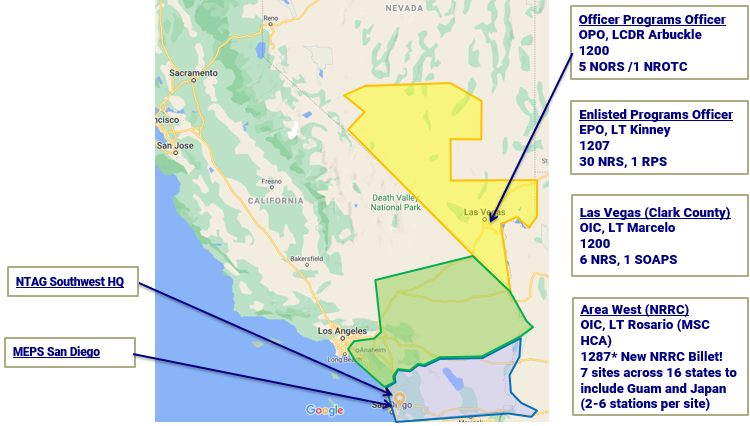 NEVADA
Reno
Sacramento
ncisco
San Jose
Fresno
CALIFORNIA
Death Valley
National Park
Las Vegas
St.
Bakersfield
Los Angeles
Long Beach
Anaheim
San Diego
Mexicali
Google
NTAG Southwest HQ
MEPS San Diego
Officer Programs Officer
OPO, LCDR Arbuckle
1200
5 NORS /1 NROTC
Enlisted Programs Officer
EPO, LT Kinney
1207
30 NRS, 1 RPS
Las Vegas (Clark County)
OIC, LT Marcelo
1200
6 NRS, 1 SOAPS
Area West (NRRC)
OIC, LT Rosario (MSC
HCA)
1287* New NRRC Billet!
7 sites across 16 states to
include Guam and Japan
(2-6 stations per site)